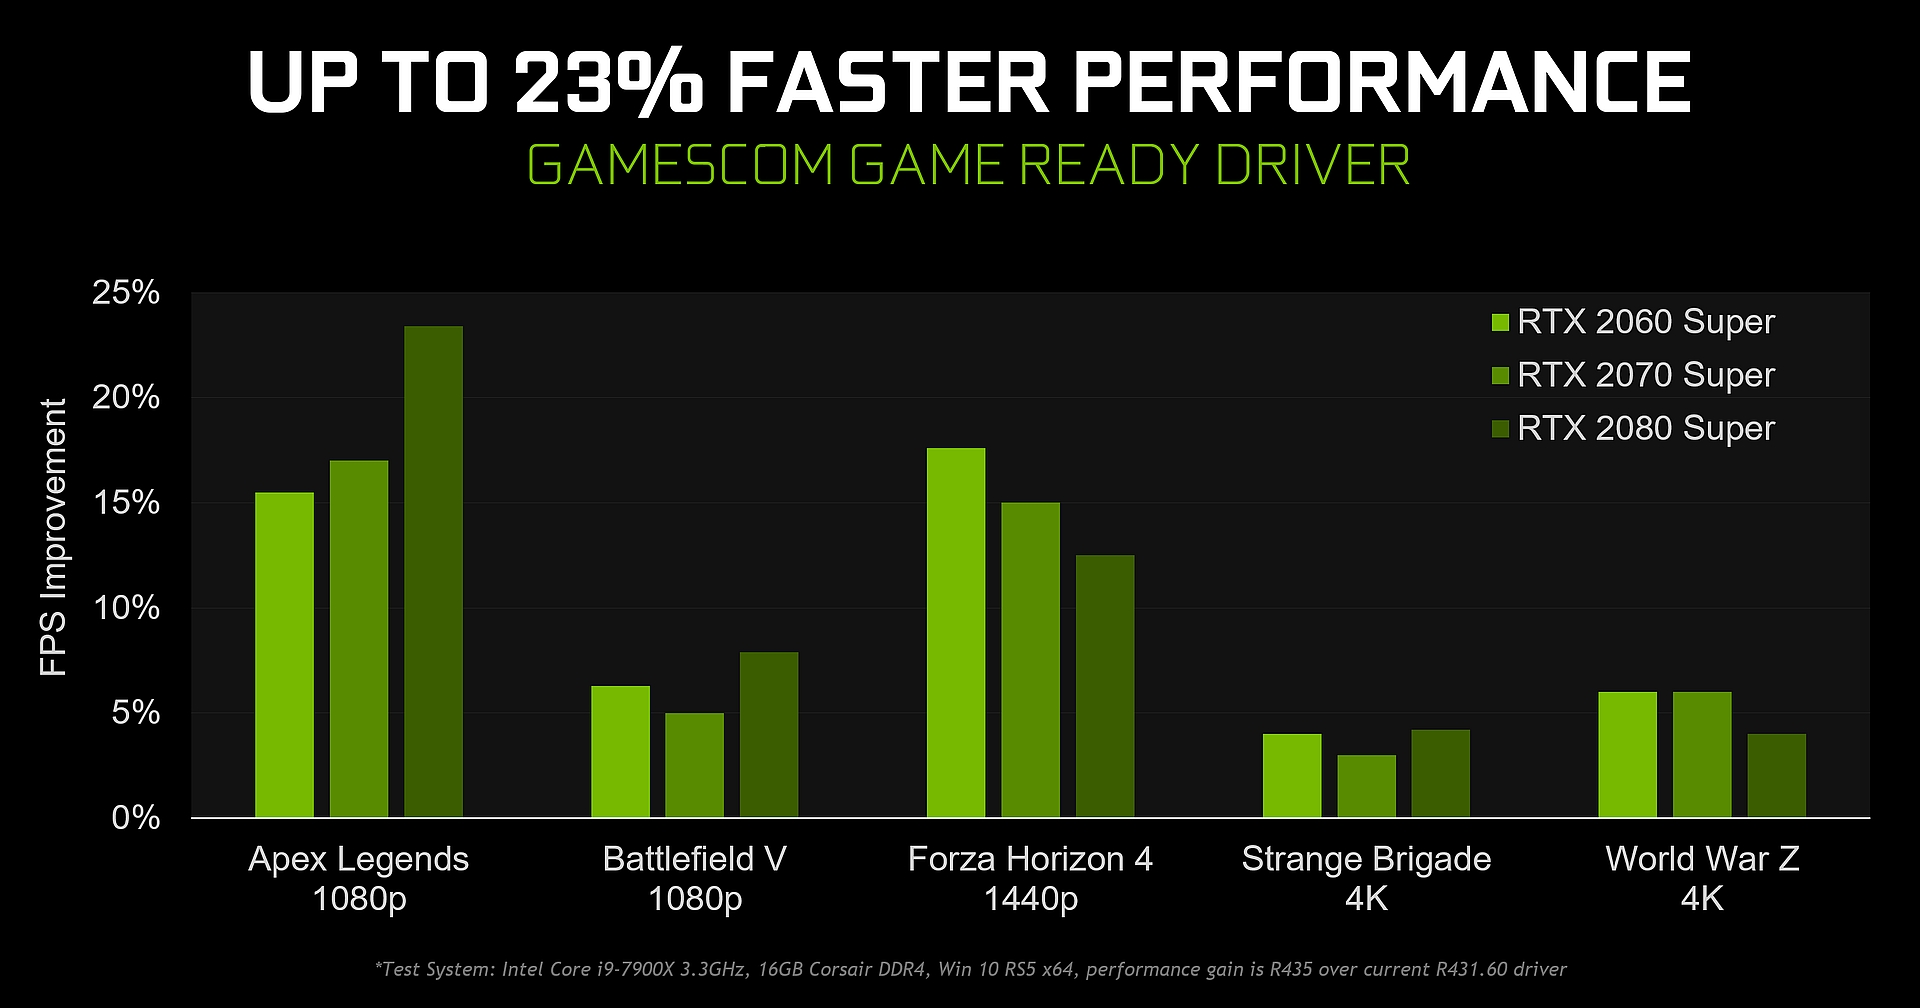 UP TO 23% FASTER PERFORMANCE
GAMESCOM GAME READY DRIVER
FPS Improvement
25%
20%
15%
10%
5%
0%
RTX 2060 Super
RTX 2070 Super
RTX 2080 Super
Apex Legends
1080p
Battlefield V
1080p
Forza Horizon 4
1440p
Strange Brigade
4K
World War Z
4K
*Test System: Intel Core i9-7900X 3.3GHz, 16GB Corsair DDR4, Win 10 RS5 x64, performance gain is R435 over current R431.60 driver